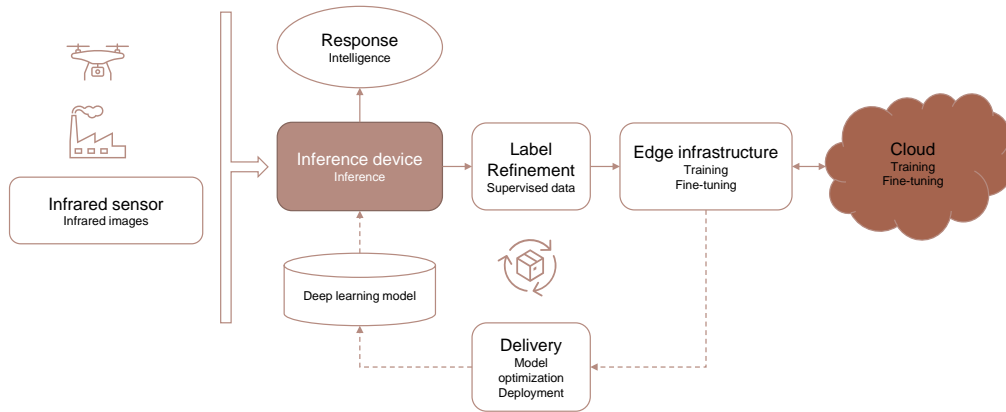 Response
Intelligence
Infrared sensor
Infrared images
Inference device
Inference
Label
Refinement
Supervised data
Edge infrastructure
Training
Fine-tuning
Cloud
Training
Fine-tuning
Deep learning model
Delivery
Model
optimization
Deployment